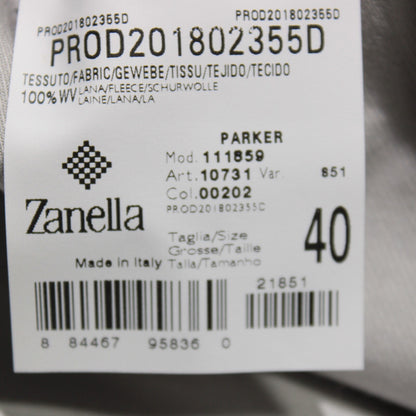 PROD201802355D PROD201802355D
PROD201802355D
TESSUTO/FABRIC/GEWEBE/TISSU/TEJIDO/TECIDO
100%WV LANA/FLEECE/SCHURWOLLE
LAINE/LANA/LA
PARKER
Mod. 111859
Art. 10731 Var. 851
Col. 00202
PROD201802355D
Zanella
Taglia/Size
Grosse/Taille
Talla/Tamanho
40
Made in Italy
21851
8 84467 95836 0